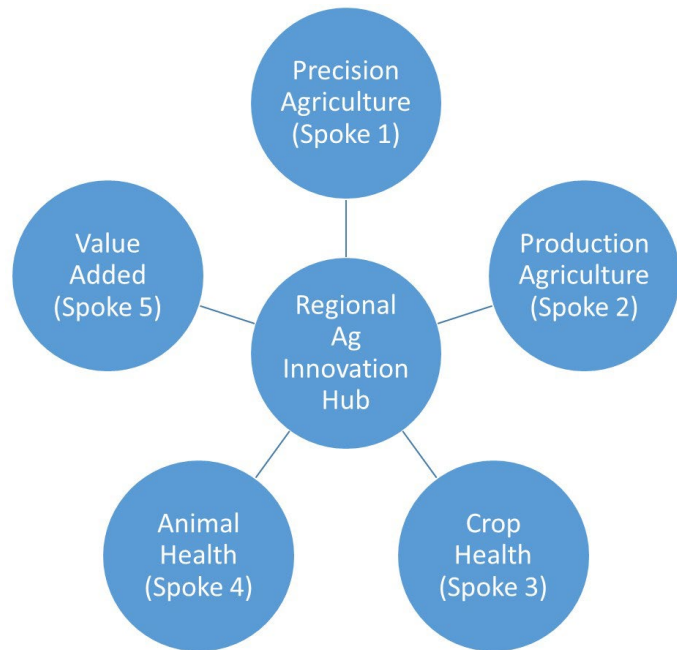 Precision
Agriculture
(Spoke 1)
Value
Added
(Spoke 5)
Production
Agriculture
(Spoke 2)
Regional
Ag
Innovation
Hub
Animal
Health
(Spoke 4)
Crop
Health
(Spoke 3)